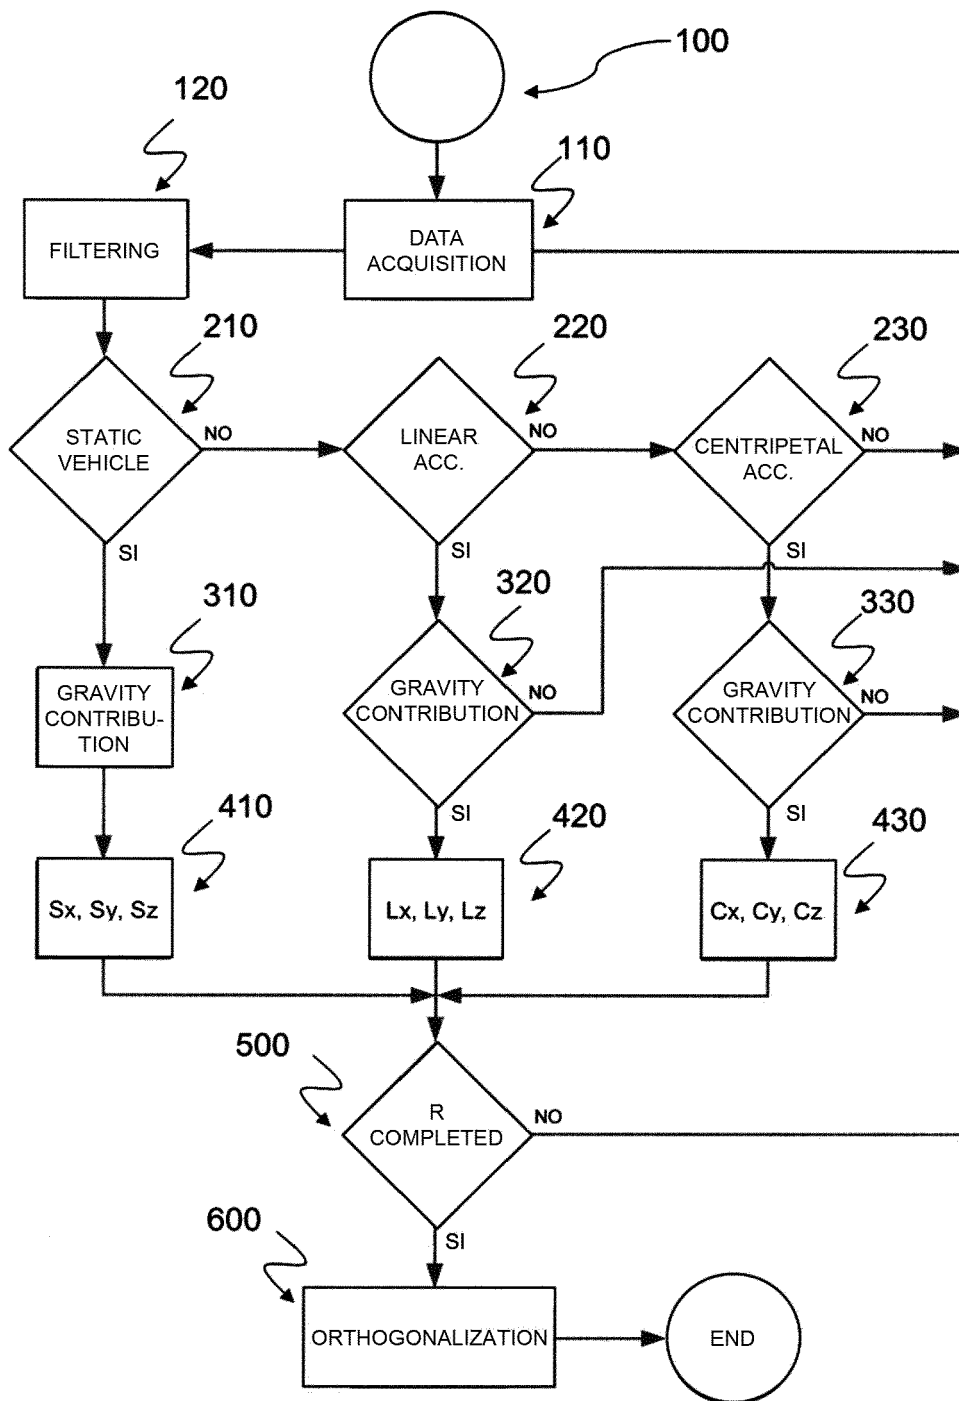 100
120
110
FILTERING
DATA
ACQUISITION
210
220
230
STATIC
VEHICLE
NO
LINEAR
ACC.
NO
CENTRIPETAL
ACC.
NO
SI
SI
SI
310
320
330
GRAVITY
CONTRIBU-
TION
GRAVITY
CONTRIBUTION
NO
GRAVITY
CONTRIBUTION
NO
SI
SI
410
420
430
Sx, Sy, Sz
Lx, Ly, Lz
Cx, Cy, Cz
500
R
COMPLETED
NO
SI
600
ORTHOGONALIZATION
END